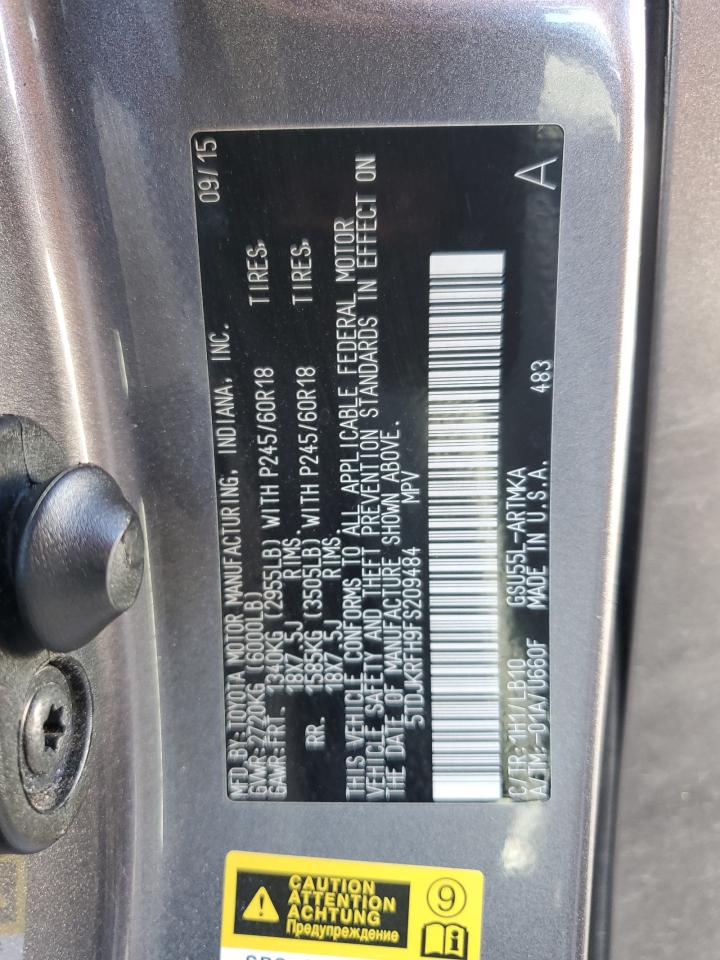 MFD BY: TOYOTA MOTOR MANUFACTURING, INDIANA, INC. 09/15
GVWR: 2720KG (6000LB)
GAWR: FRT. 1340KG (2955LB) WITH P245/60R18 TIRES,
18X7.5J RIMS.
RR. 1585KG (3505LB) WITH P245/60R18 TIRES,
18X7.5J RIMS.
THIS VEHICLE CONFORMS TO ALL APPLICABLE FEDERAL MOTOR
VEHICLE SAFETY AND THEFT PREVENTION STANDARDS IN EFFECT ON
THE DATE OF MANUFACTURE SHOWN ABOVE.
5TDJKRFH9FS209484 MPV
C/TR: 1H1/LB10 GSU55L-ARTMKA A
A/TM: -01A/U660F MADE IN U.S.A. 483
CAUTION
ATTENTION
ACHTUNG
Предупреждение
9